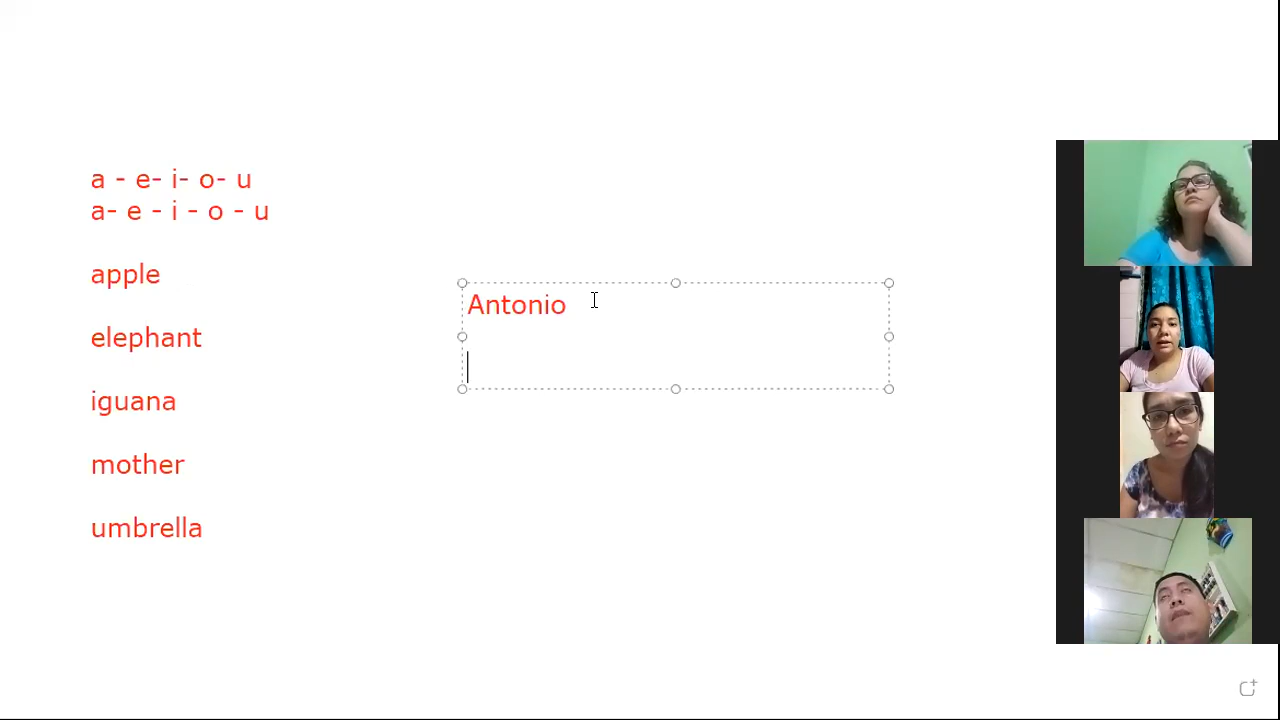 a - e- i- o- u
a- e - i - o - u
apple
elephant
iguana
mother
umbrella
Antonio